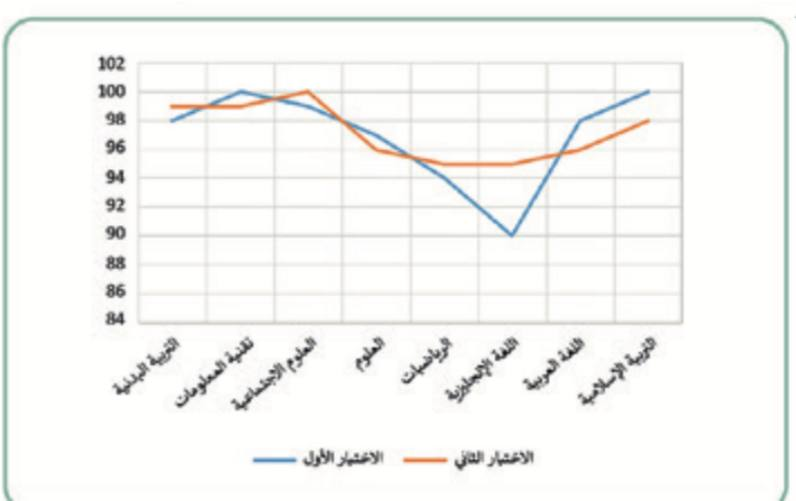 102
100
98
96
94
92
90
88
86
84
التربية البدنية
تقنية المعلومات
العلوم الاجتماعية
العلوم
الرياضيات
اللغة الإنجليزية
اللغة العربية
التربية الإسلامية
الاختبار الأول
الاختبار الثاني